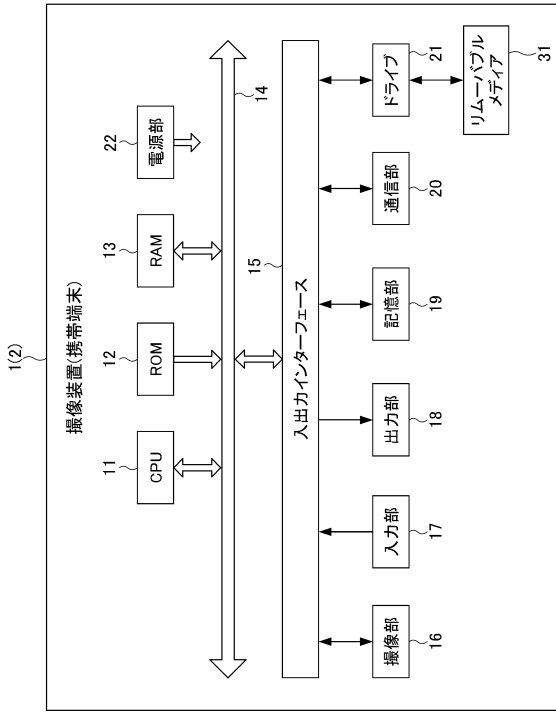 1(2)
撮像装置(携帯端末)
11
CPU
12
ROM
13
RAM
22
電源部
14
15
入出力インターフェース
撮像部
16
入力部
17
出力部
18
記憶部
19
通信部
20
ドライブ
21
リムーバブル
メディア
31